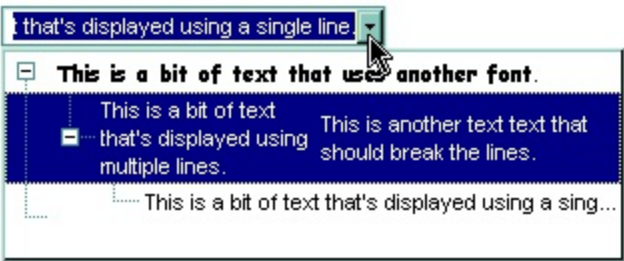 that's displayed using a single line.
This is a bit of text that uses another font.
This is a bit of text
that's displayed using
multiple lines.
This is another text text that
should break the lines.
This is a bit of text that's displayed using a sing...